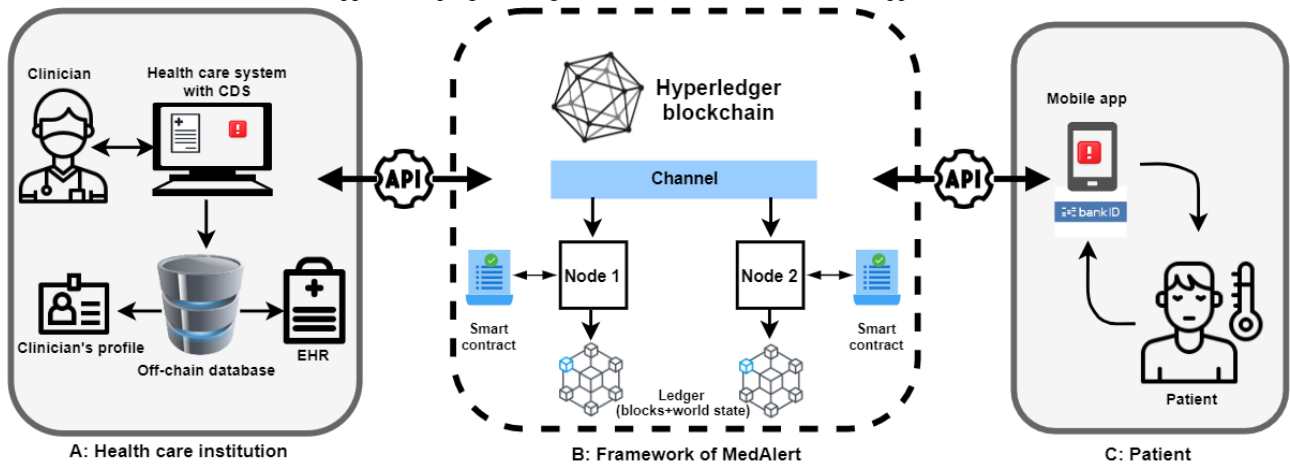 Clinician
Health care system
with CDS
Clinician's profile
Off-chain database
EHR
A: Health care institution
API
Hyperledger
blockchain
Channel
Node 1
Node 2
Smart
contract
Smart
contract
Ledger
(blocks+world state)
B: Framework of MedAlert
API
Mobile app
bankID
Patient
C: Patient